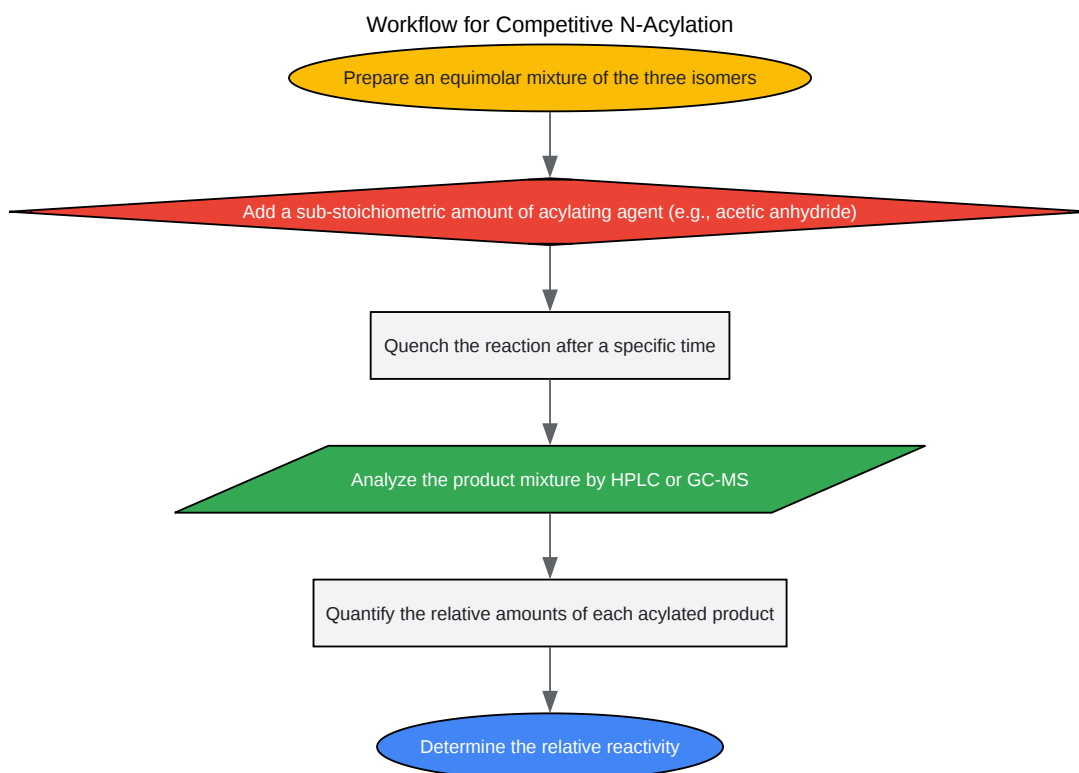 Workflow for Competitive N-Acylation
Prepare an equimolar mixture of the three isomers
Add a sub-stoichiometric amount of acylating agent (e.g., acetic anhydride)
Quench the reaction after a specific time
Analyze the product mixture by HPLC or GC-MS
Quantify the relative amounts of each acylated product
Determine the relative reactivity